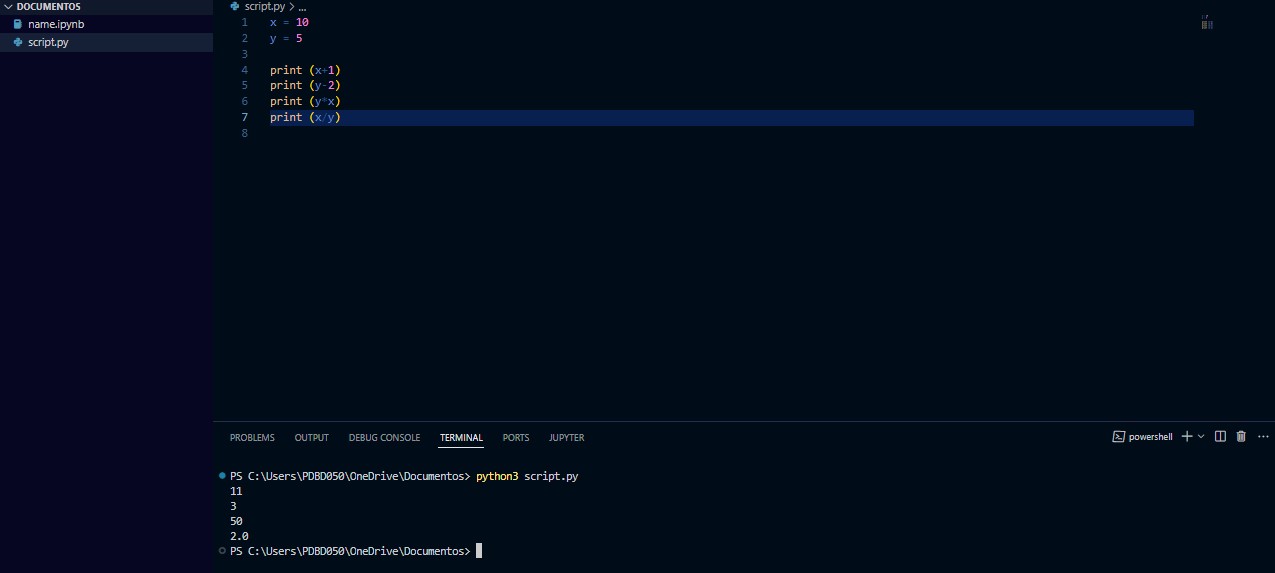 DOCUMENTOS
name.ipynb
script.py
script.py > ...
1 x = 10
2 y = 5
3
4 print (x+1)
5 print (y-2)
6 print (y*x)
7 print (x/y)
8
PROBLEMS OUTPUT DEBUG CONSOLE TERMINAL PORTS JUPYTER
powershell
PS C:\Users\PDBD050\OneDrive\Documentos> python3 script.py
11
3
50
2.0
PS C:\Users\PDBD050\OneDrive\Documentos>